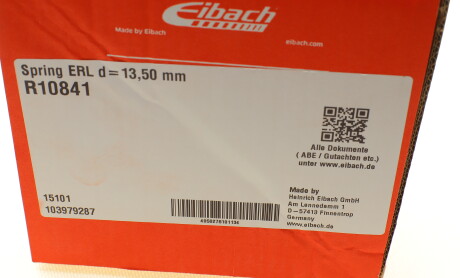 Eibach
Made by Eibach
eibach.com
Spring ERL d=13,50 mm
R10841
Alle Dokumente
( ABE / Gutachten etc.)
unter www.eibach.de
15101
103979287
Made by
Heinrich Eibach GmbH
Am Lennedamm 1
D-57413 Finnentrop
Germany
www.eibach.de